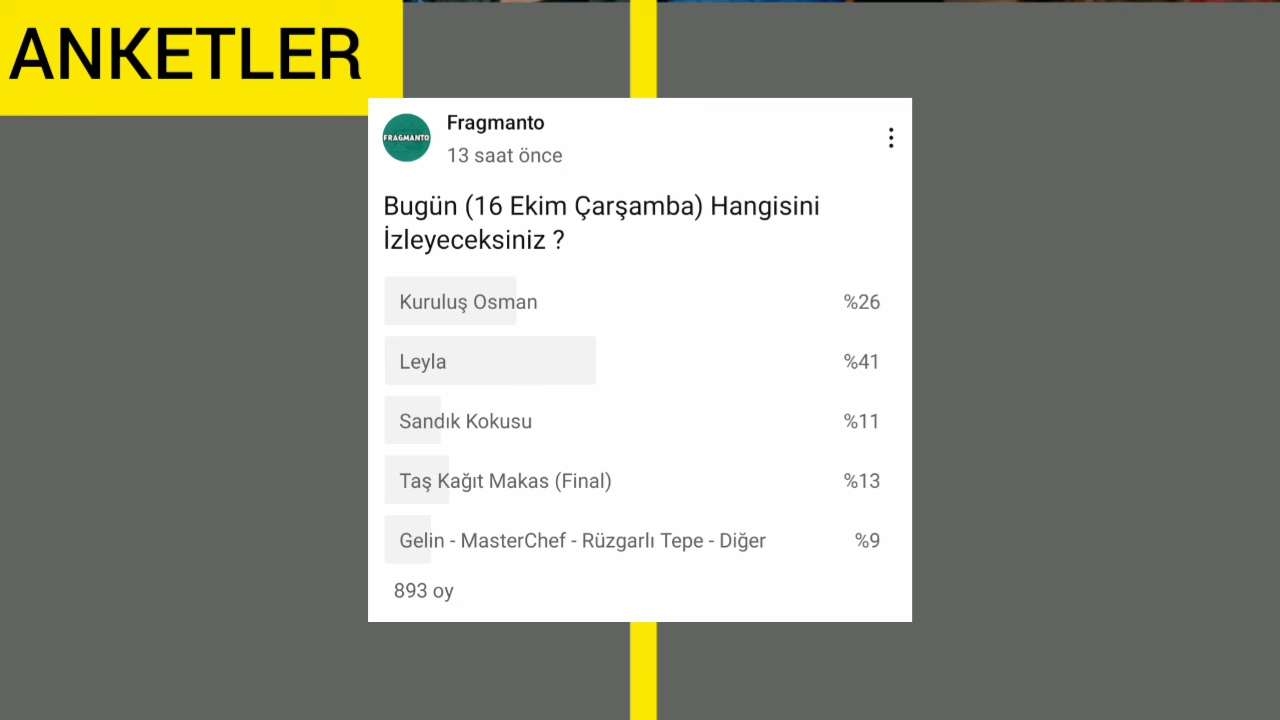 ANKETLER
FRAGMANTO
Fragmanto
13 saat önce
Bugün (16 Ekim Çarşamba) Hangisini
İzleyeceksiniz ?
Kuruluş Osman %26
Leyla %41
Sandık Kokusu %11
Taş Kağıt Makas (Final) %13
Gelin - MasterChef - Rüzgarlı Tepe - Diğer %9
893 oy